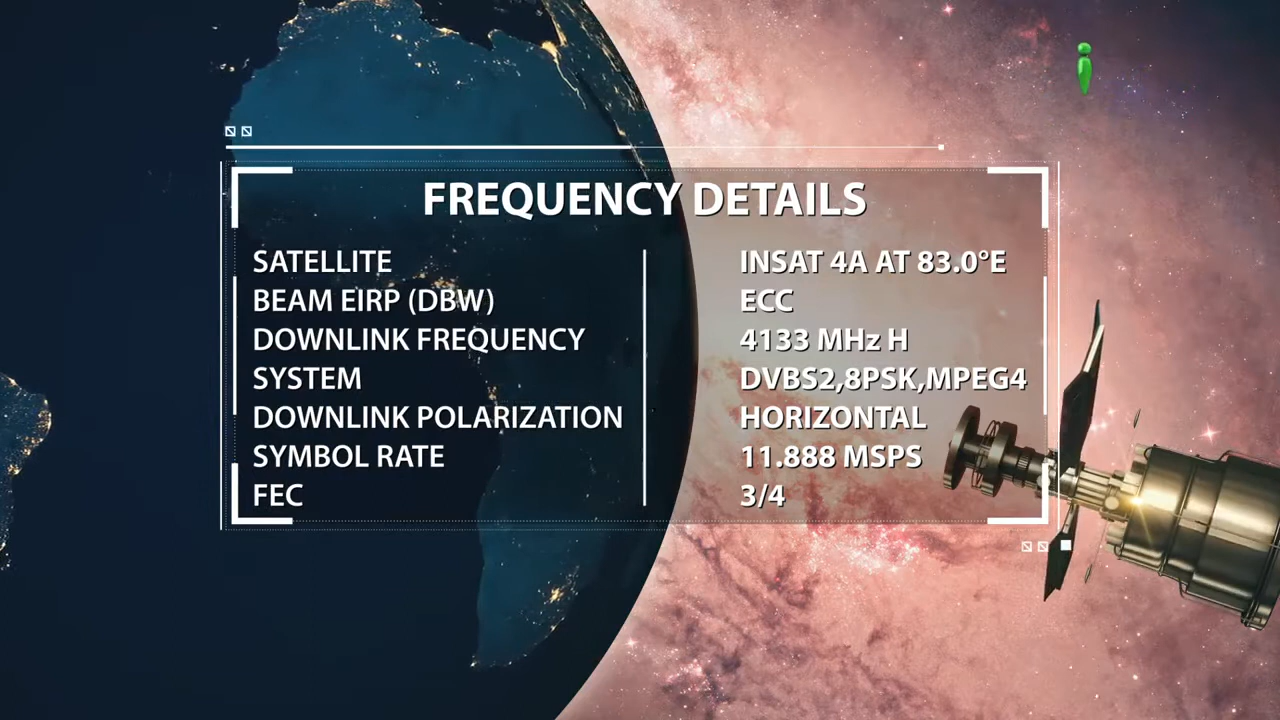 FREQUENCY DETAILS
SATELLITE INSAT 4A AT 83.0°E
BEAM EIRP (DBW) ECC
DOWNLINK FREQUENCY 4133 MHz H
SYSTEM DVBS2,8PSK,MPEG4
DOWNLINK POLARIZATION HORIZONTAL
SYMBOL RATE 11.888 MSPS
FEC 3/4